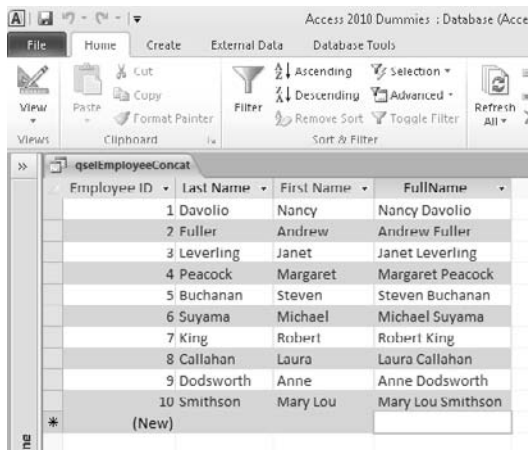 A
Access 2010 Dummies : Database (Acce
File Home Create External Data Database Tools
View
Paste
Cut
Copy
Format Painter
Filter
Ascending
Descending
Remove Sort
Selection
Advanced
Toggle Filter
Refresh All
Views Clipboard Sort & Filter
» qselEmployeeConcat
Employee ID Last Name First Name FullName
1 Davolio Nancy Nancy Davolio
2 Fuller Andrew Andrew Fuller
3 Leverling Janet Janet Leverling
4 Peacock Margaret Margaret Peacock
5 Buchanan Steven Steven Buchanan
6 Suyama Michael Michael Suyama
7 King Robert Robert King
8 Callahan Laura Laura Callahan
9 Dodsworth Anne Anne Dodsworth
10 Smithson Mary Lou Mary Lou Smithson
* (New)